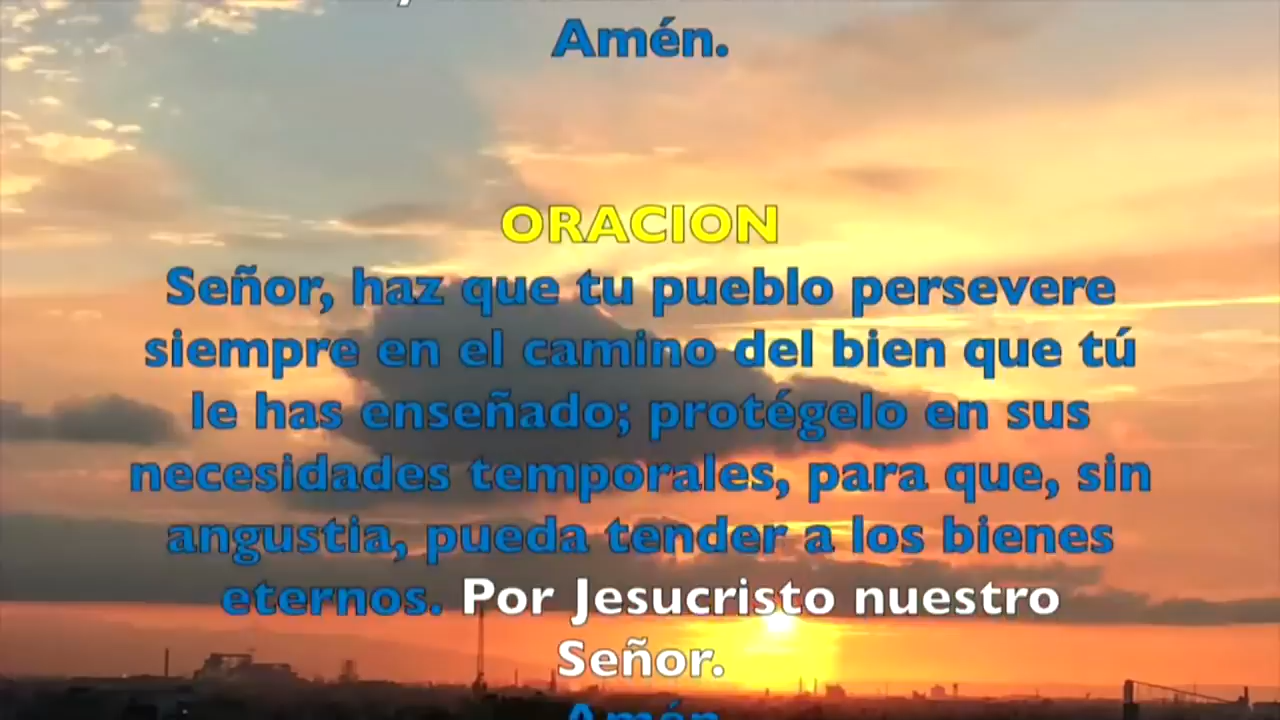 Amén.
ORACION
Señor, haz que tu pueblo persevere
siempre en el camino del bien que tú
le has enseñado; protégelo en sus
necesidades temporales, para que, sin
angustia, pueda tender a los bienes
eternos. Por Jesucristo nuestro
Señor.
Amén